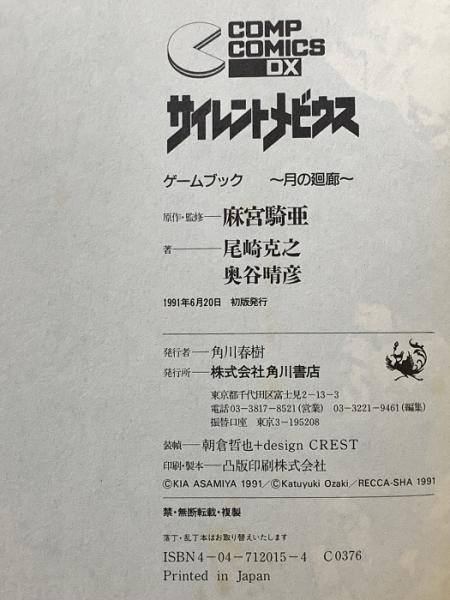 COMP
COMICS
DX
サイレントメビウス
ゲームブック 〜月の廻廊〜
原作・監修──麻宮騎亜
著────尾崎克之
奥谷晴彦
1991年6月20日 初版発行
発行者──角川春樹
発行所──株式会社角川書店
東京都千代田区富士見2−13−3
電話03−3817−8521(営業) 03−3221−9461(編集)
振替口座 東京3−195208
装幀──朝倉哲也+design CREST
印刷・製本──凸版印刷株式会社
©KIA ASAMIYA 1991/©Katuyuki Ozaki/RECCA-SHA 1991
禁・無断転載・複製
落丁・乱丁本はお取り替えいたします
ISBN4−04−712015−4 C0376
Printed in Japan